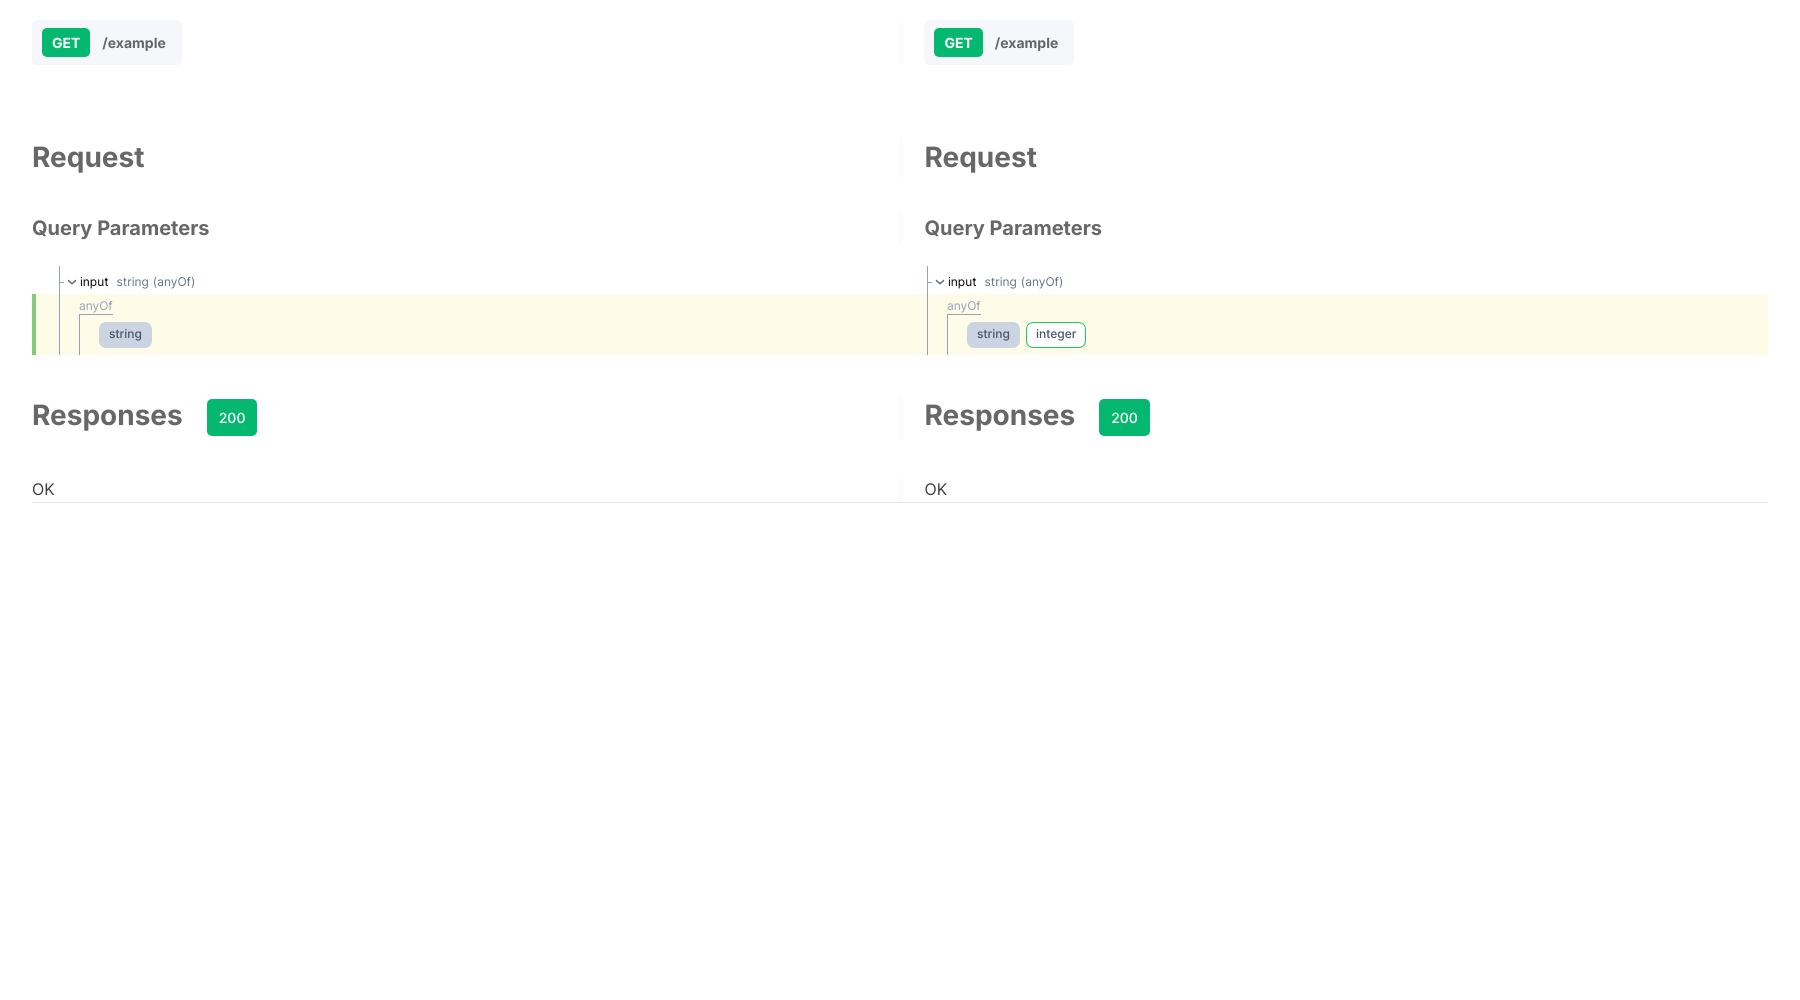 GET /example
GET /example
Request
Request
Query Parameters
Query Parameters
input string (anyOf)
input string (anyOf)
anyOf
anyOf
string
string integer
Responses 200
Responses 200
OK
OK